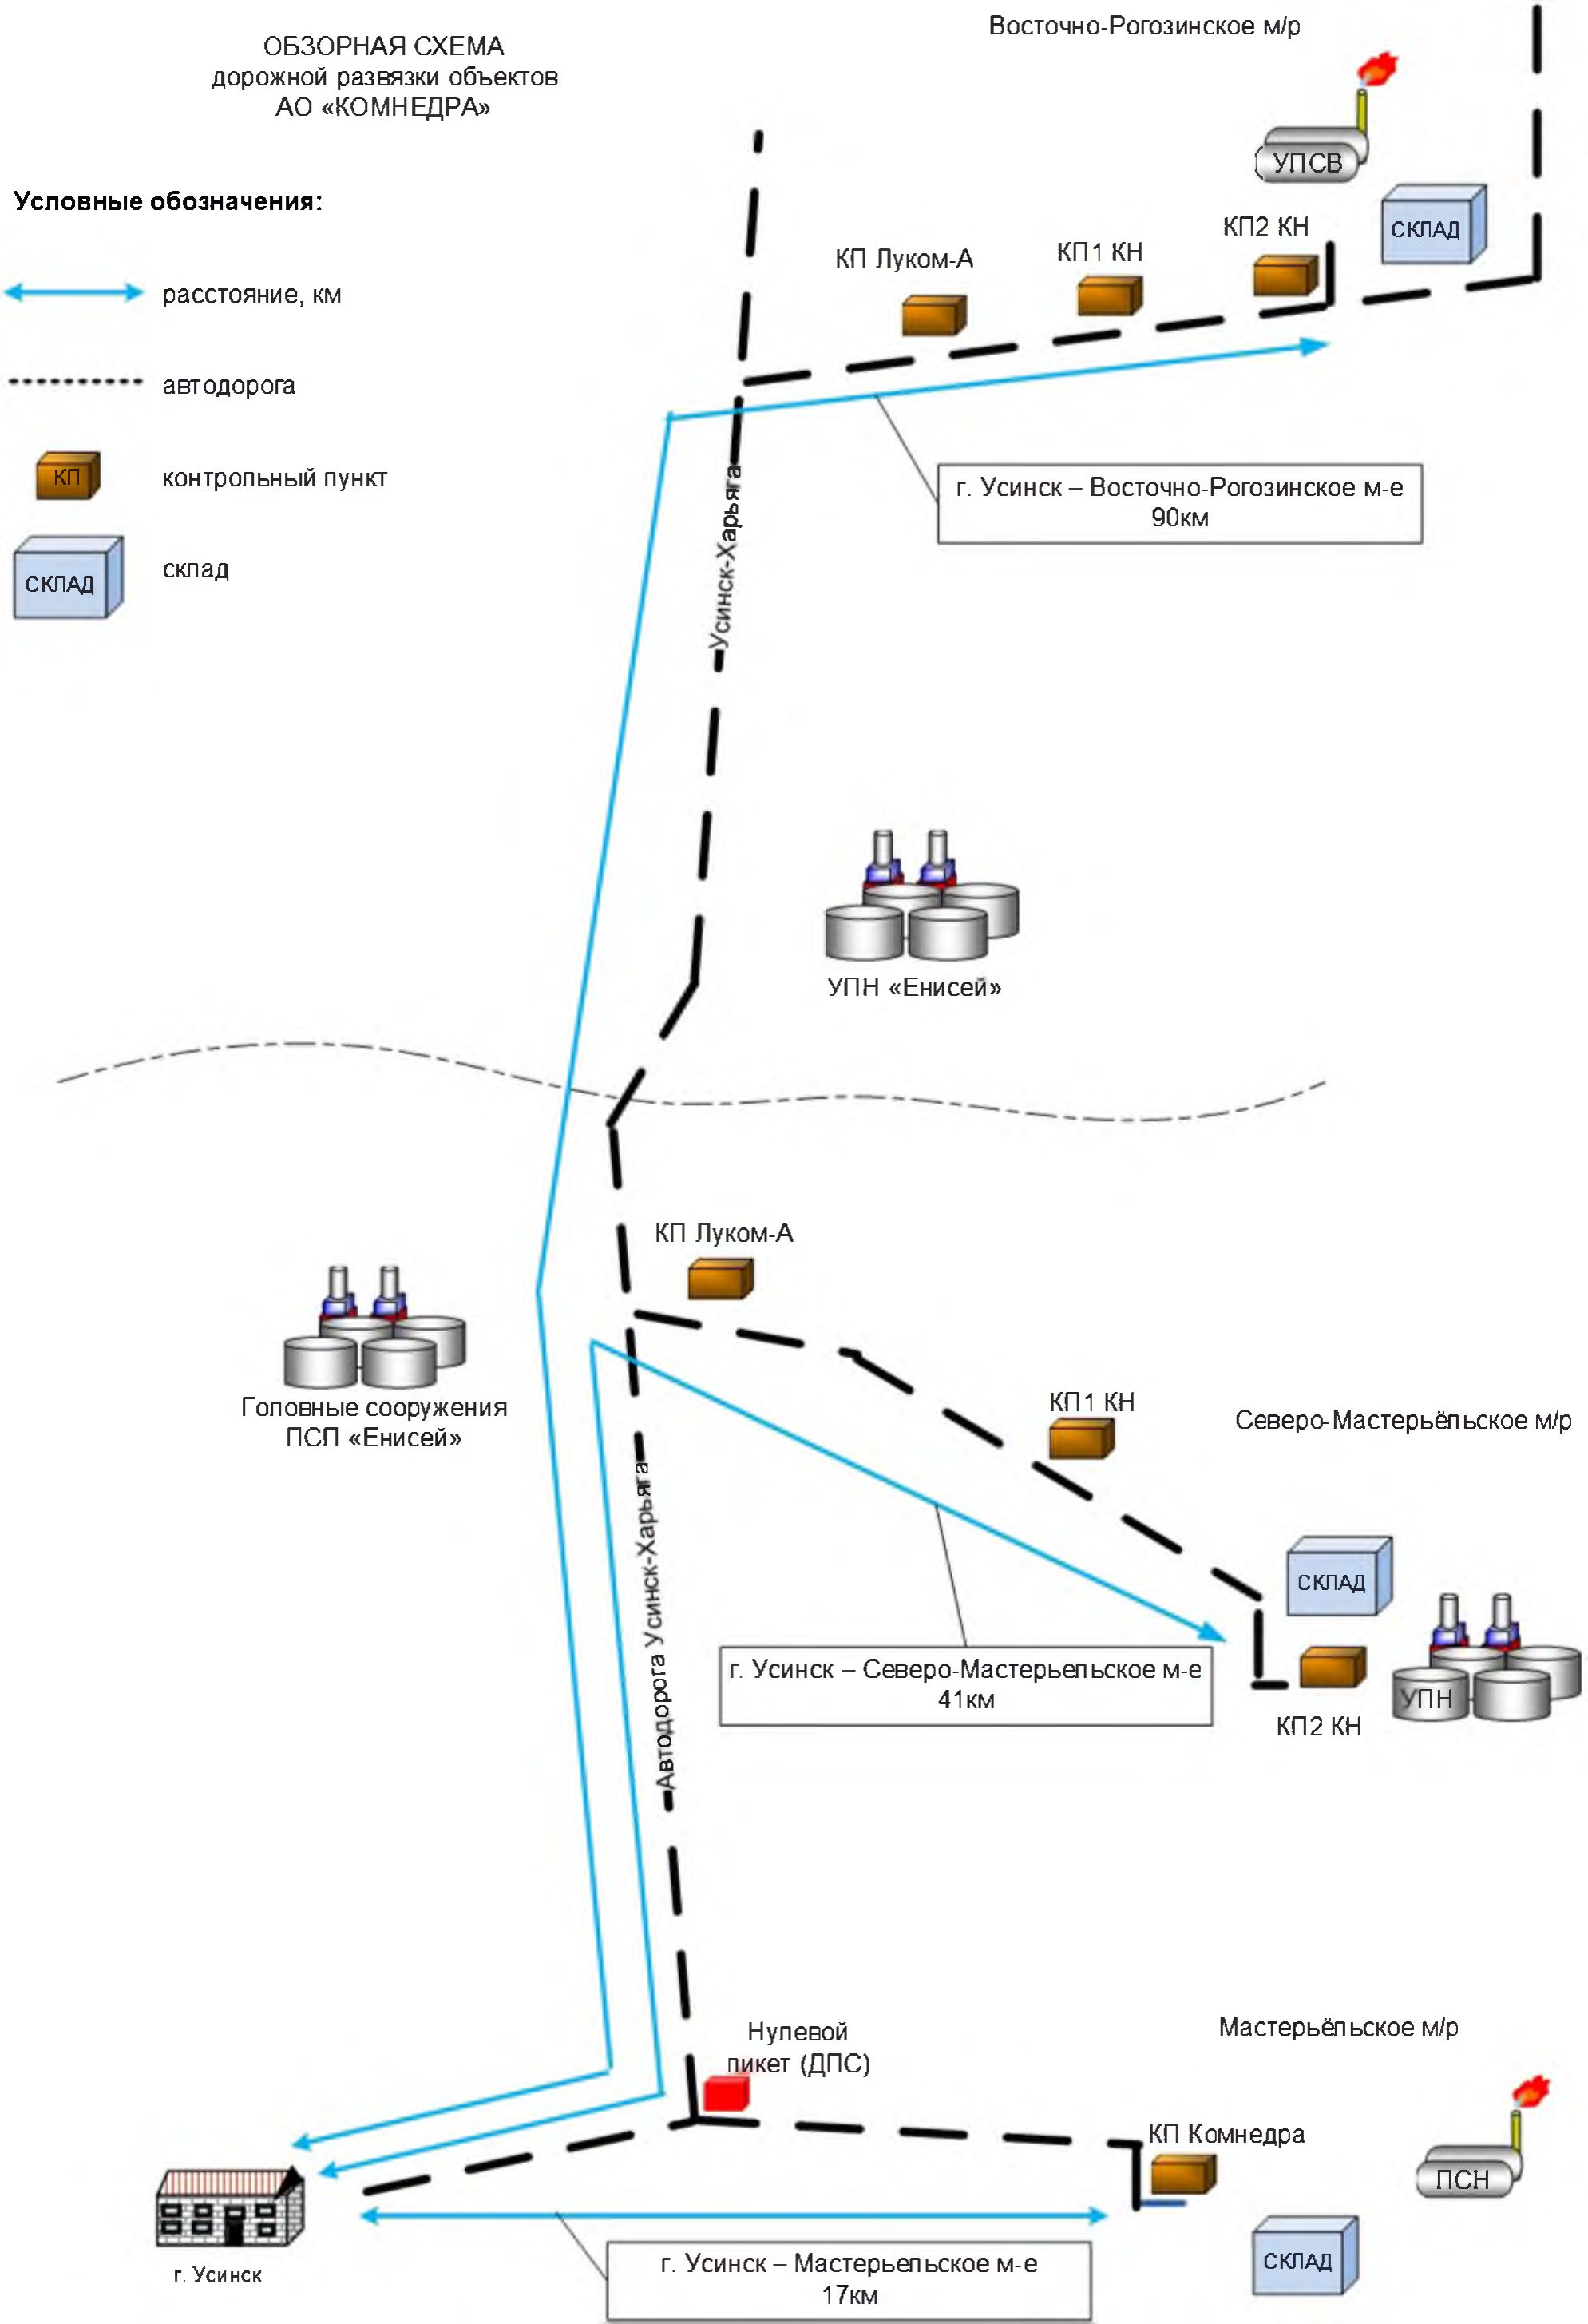 ОБЗОРНАЯ СХЕМА
дорожной развязки объектов
АО «КОМНЕДРА»
Восточно-Рогозинское м/р
УПСВ
СКЛАД
Условные обозначения:
расстояние, км
автодорога
КП
контрольный пункт
СКЛАД
склад
КП Луком-А
КП1 КН
КП2 КН
г. Усинск – Восточно-Рогозинское м-е
90км
Усинск-Харьяга
УПН «Енисей»
КП Луком-А
Головные сооружения
ПСП «Енисей»
КП1 КН
Северо-Мастерьёльское м/р
СКЛАД
УПН
КП2 КН
г. Усинск – Северо-Мастерьельское м-е
41км
Автодорога Усинск-Харьяга
Нулевой
пикет (ДПС)
Мастерьёльское м/р
КП Комнедра
ПСН
СКЛАД
г. Усинск
г. Усинск – Мастерьельское м-е
17км